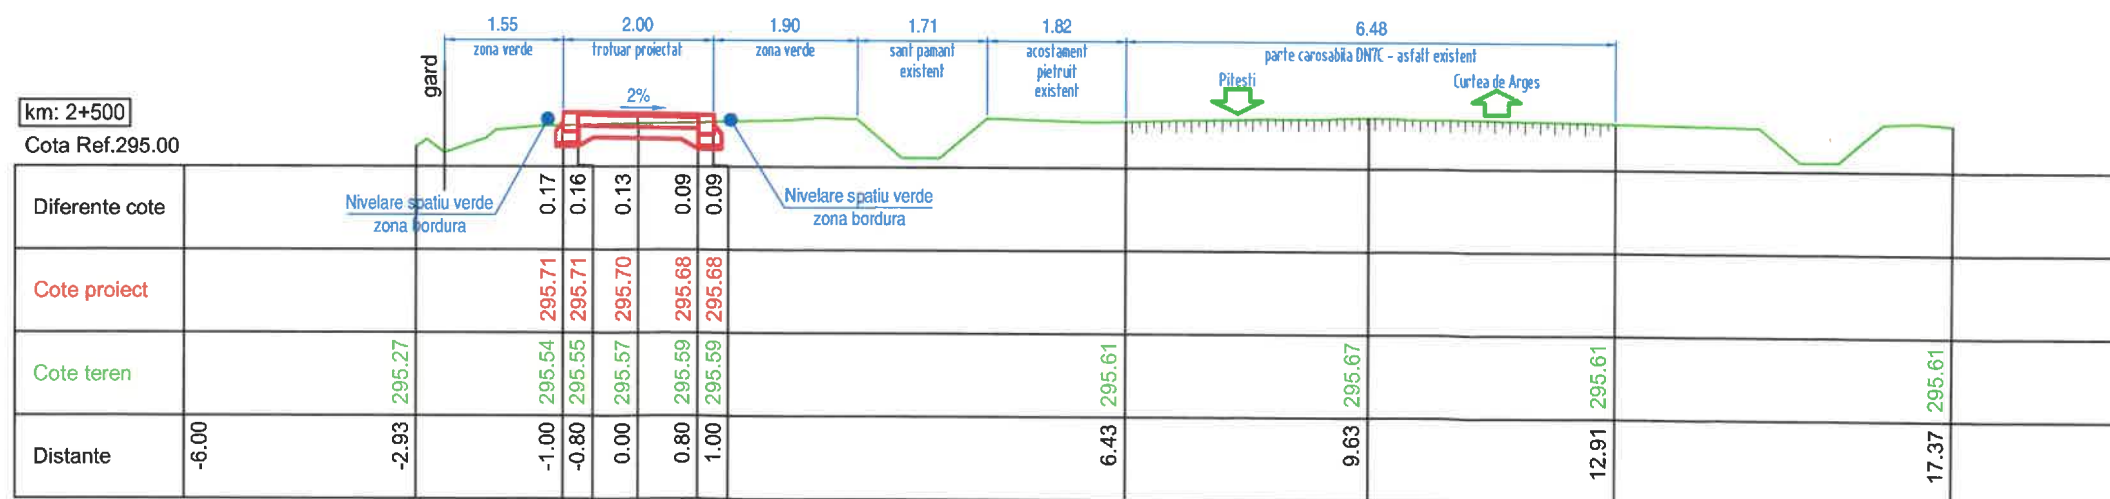 1.55
2.00
1.90
1.71
1.82
6.48
zona verde
trotuar proiectat
zona verde
sant pamant
existent
acostament
pietruit
existent
parte carosabila DN7C - asfalt existent
gard
Pitesti
Curtea de Arges
2%
km: 2+500
Cota Ref.295.00
Diferente cote
Nivelare spatiu verde
zona bordura
0.17
0.16
0.13
0.09
0.09
Nivelare spatiu verde
zona bordura
Cote proiect
295.71
295.71
295.70
295.68
295.68
Cote teren
295.27
295.54
295.55
295.57
295.59
295.59
295.61
295.67
295.61
295.61
Distante
-6.00
-2.93
-1.00
-0.80
0.00
0.80
1.00
6.43
9.63
12.91
17.37